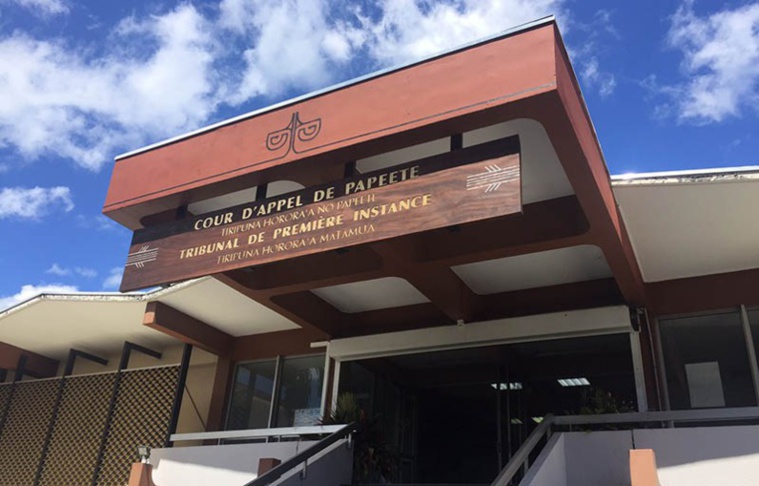 COUR D'APPEL DE PAPEETE
TIRIPUNA HORORA'A NO PAPEETE
TRIBUNAL DE PREMIÈRE INSTANCE
TIRIPUNA HORORA'A MATAMUA